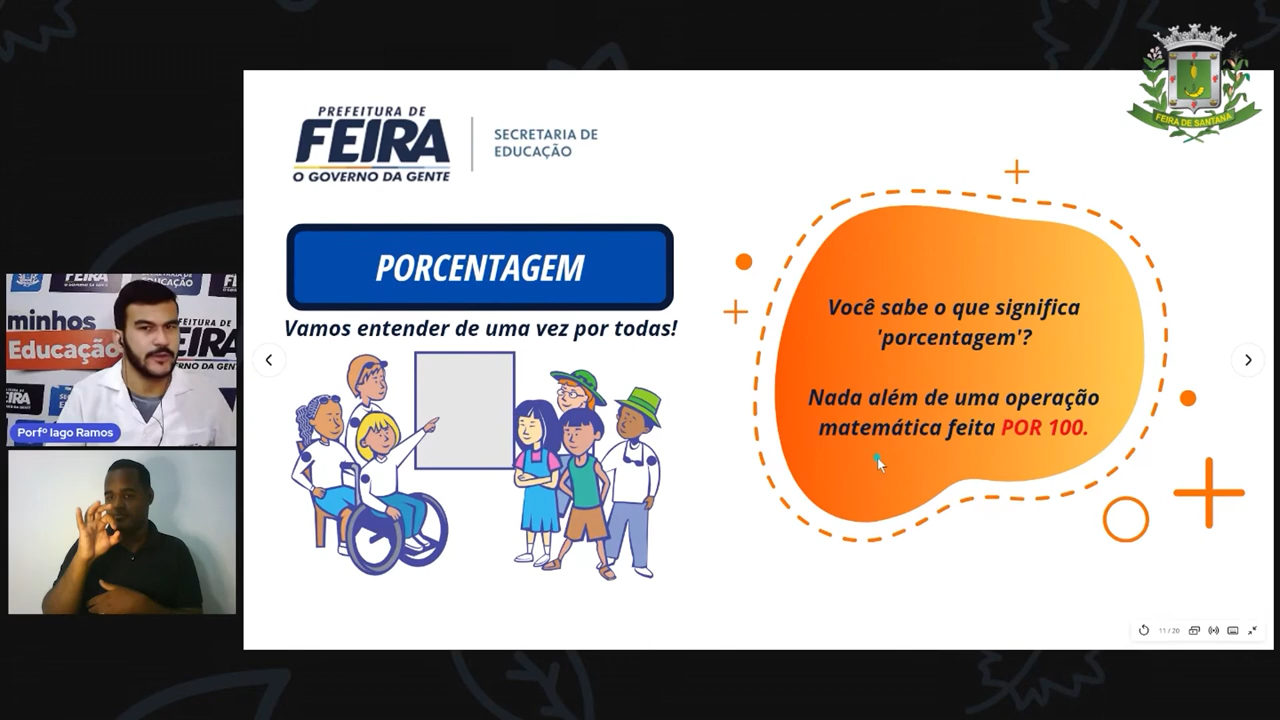 FEIRA DE SANTANA
PREFEITURA DE
FEIRA
O GOVERNO DA GENTE
SECRETARIA DE
EDUCAÇÃO
PORCENTAGEM
Vamos entender de uma vez por todas!
Você sabe o que significa
'porcentagem'?
Nada além de uma operação
matemática feita POR 100.
minhos
Educação
Porfº Iago Ramos
11 / 20